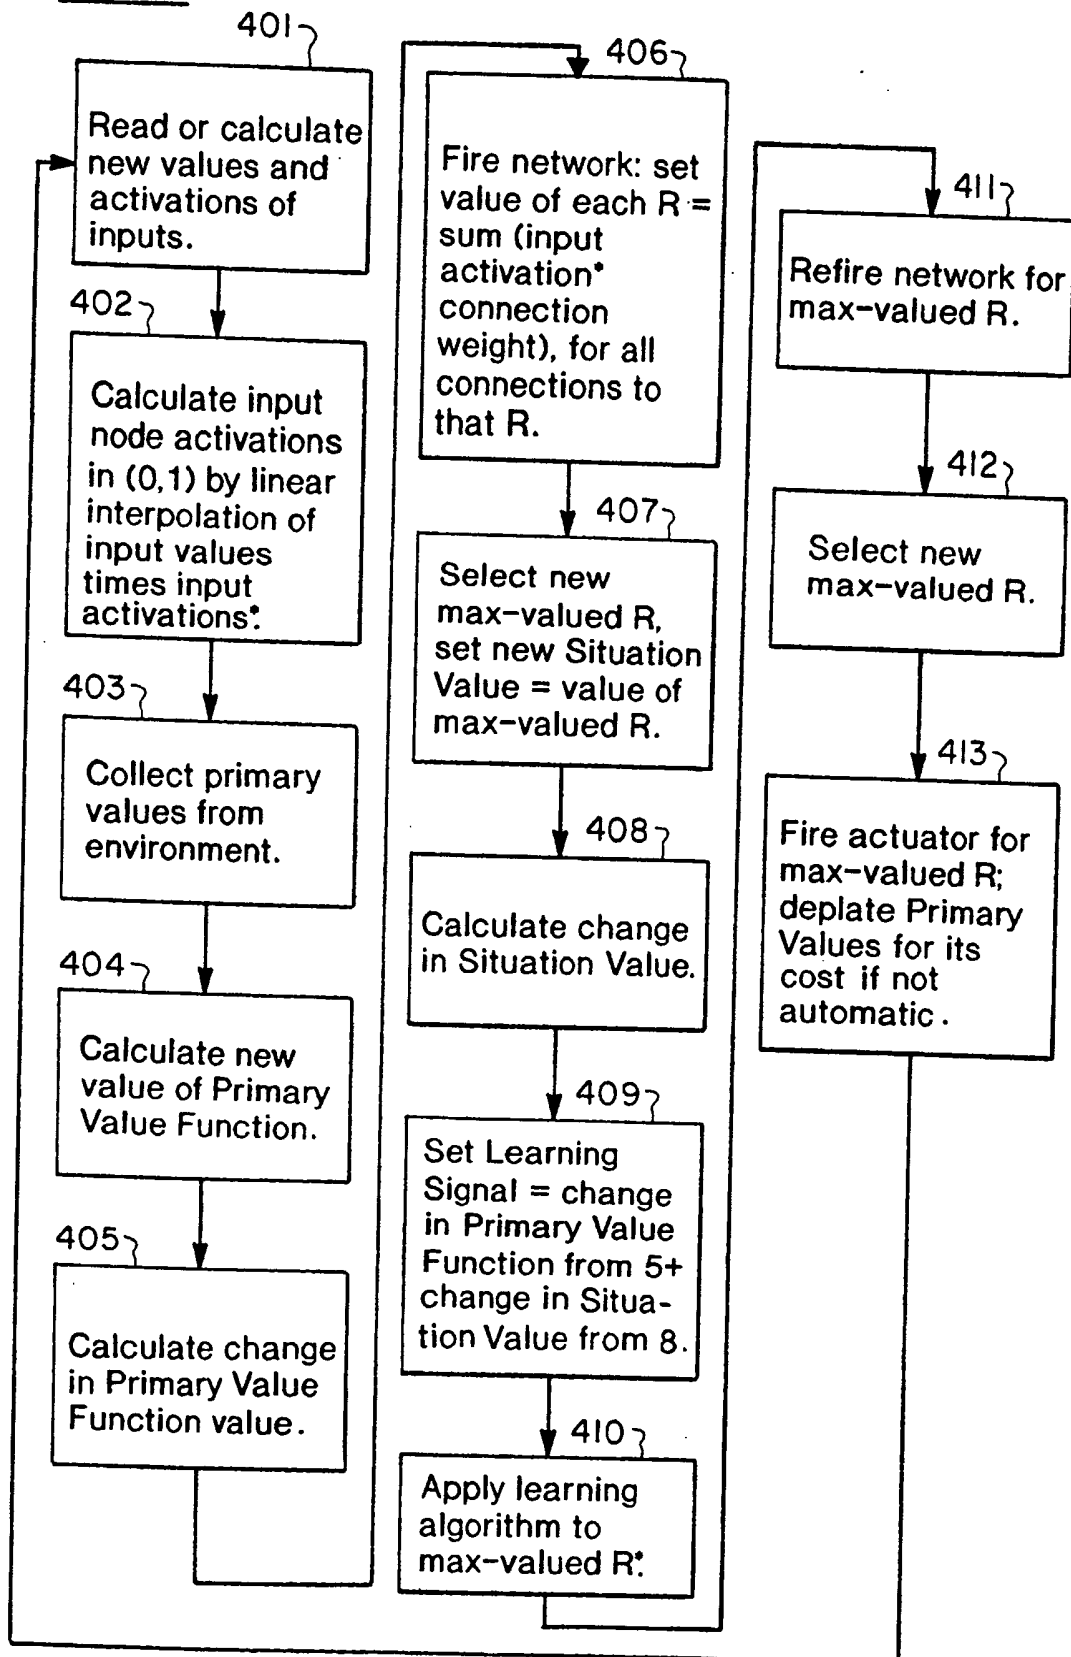 401
Read or calculate
new values and
activations of
inputs.
402
Calculate input
node activations
in (0,1) by linear
interpolation of
input values
times input
activations*.
403
Collect primary
values from
environment.
404
Calculate new
value of Primary
Value Function.
405
Calculate change
in Primary Value
Function value.
406
Fire network: set
value of each R =
sum (input
activation*
connection
weight), for all
connections to
that R.
407
Select new
max-valued R,
set new Situation
Value = value of
max-valued R.
408
Calculate change
in Situation Value.
409
Set Learning
Signal = change
in Primary Value
Function from 5+
change in Situa-
tion Value from 8.
410
Apply learning
algorithm to
max-valued R*.
411
Refire network for
max-valued R.
412
Select new
max-valued R.
413
Fire actuator for
max-valued R;
deplate Primary
Values for its
cost if not
automatic.